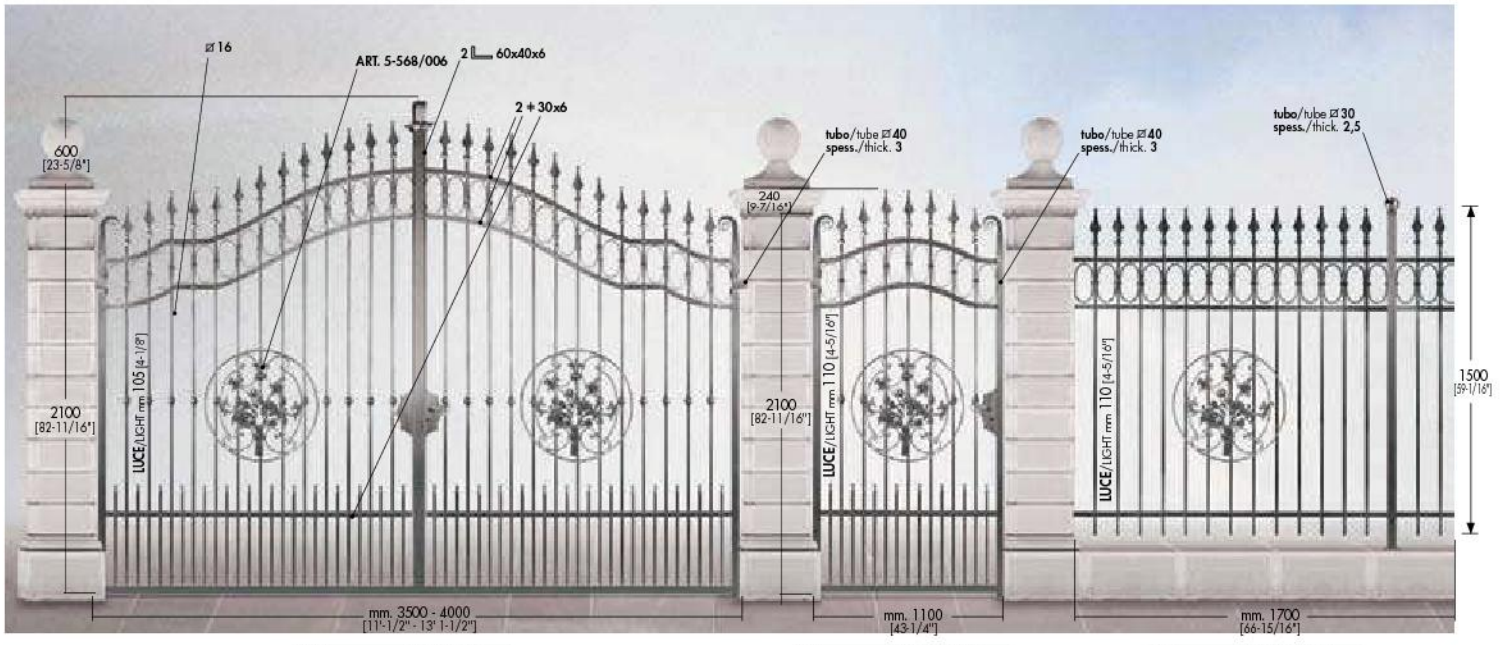 ⌀ 16
ART. 5-568/006
2 L 60x40x6
2 ⌖ 30x6
tubo/tube ⌀ 40
spess./thick. 3
tubo/tube ⌀ 40
spess./thick. 3
tubo/tube ⌀ 30
spess./thick. 2,5
600
[23-5/8"]
240
[9-7/16"]
2100
[82-11/16"]
LUCE/LIGHT mm 105 [4-1/8"]
2100
[82-11/16"]
LUCE/LIGHT mm 110 [4-5/16"]
LUCE/LIGHT mm 110 [4-5/16"]
1500
[59-1/16"]
mm. 3500 - 4000
[11'-1/2" - 13' 1-1/2"]
mm. 1100
[43-1/4"]
mm. 1700
[66-15/16"]